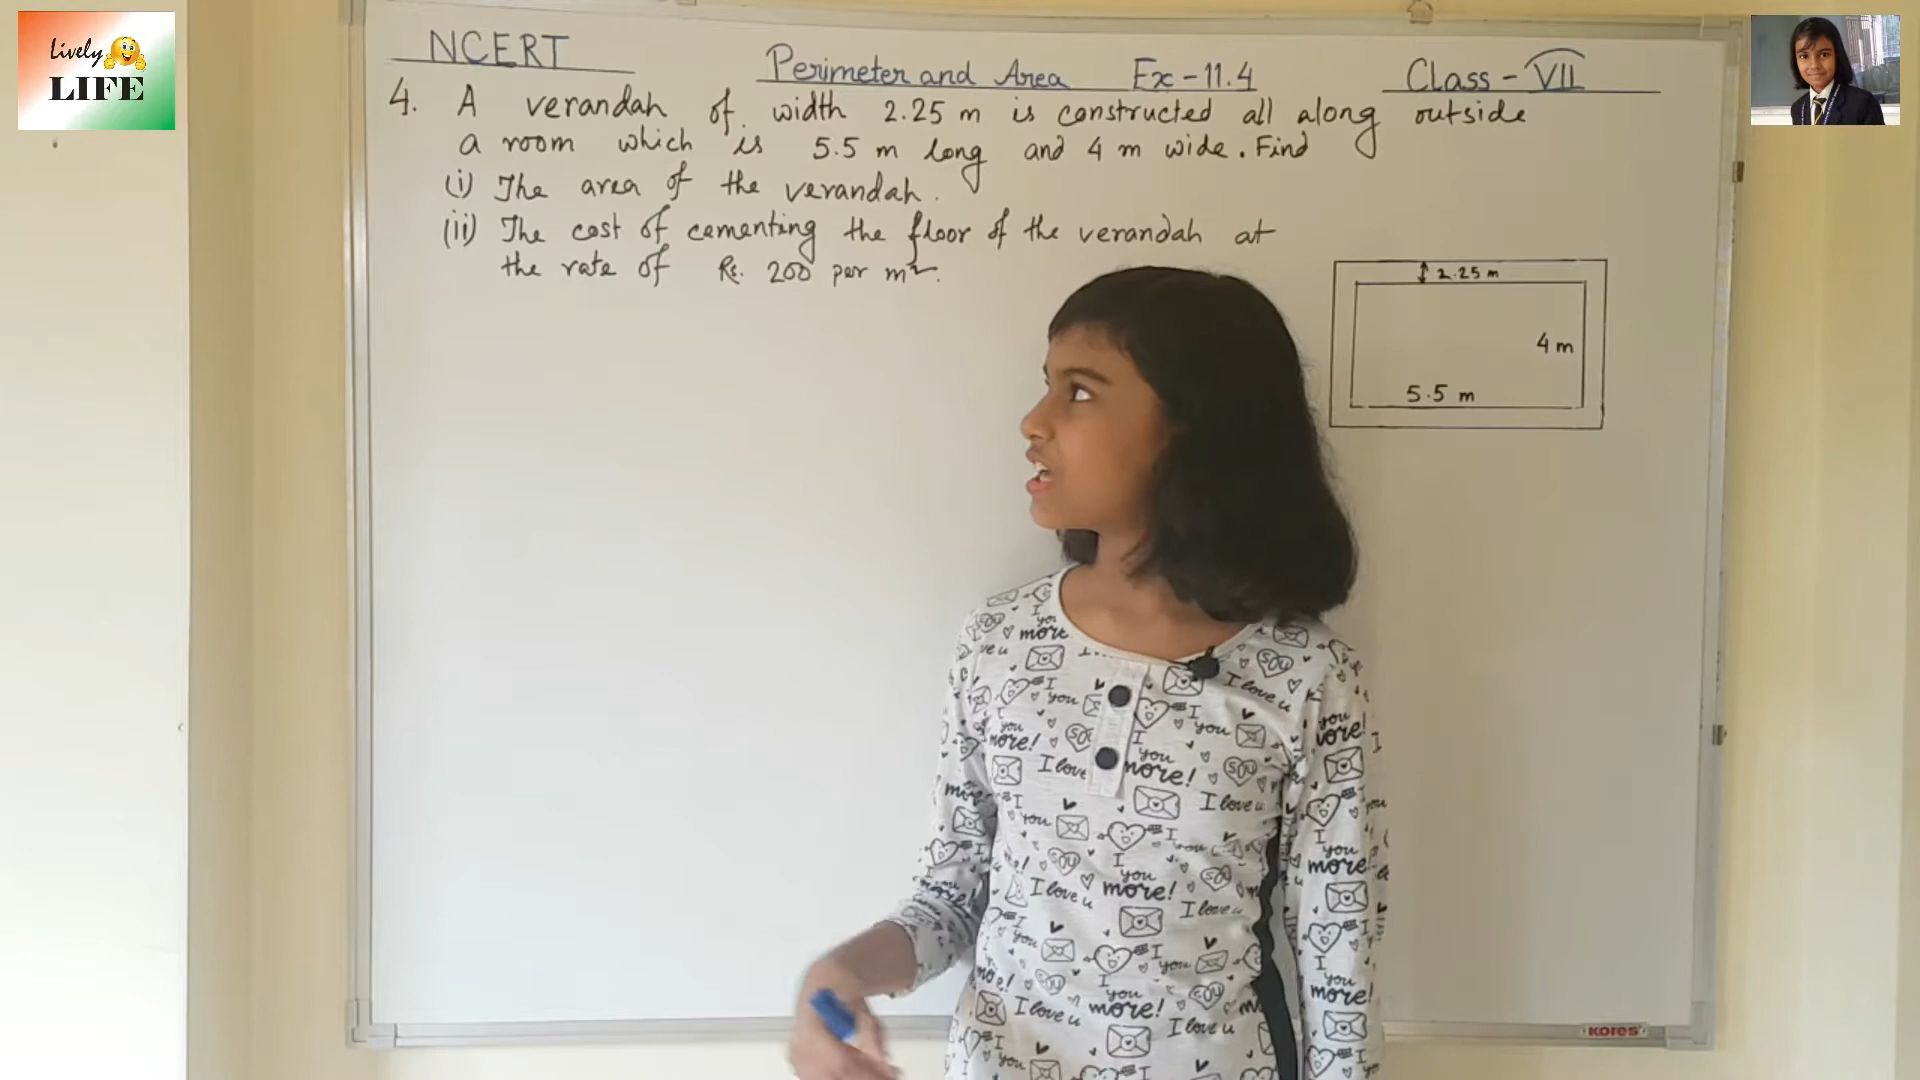 Lively
LIFE
NCERT
Perimeter and Area Ex-11.4
Class - VII
4. A verandah of width 2.25 m is constructed all along outside
a room which is 5.5 m long and 4 m wide. Find
(i) The area of the verandah.
(ii) The cost of cementing the floor of the verandah at
the rate of Rs. 200 per m².
2.25 m
4 m
5.5 m
I love u
you
more!
KORES